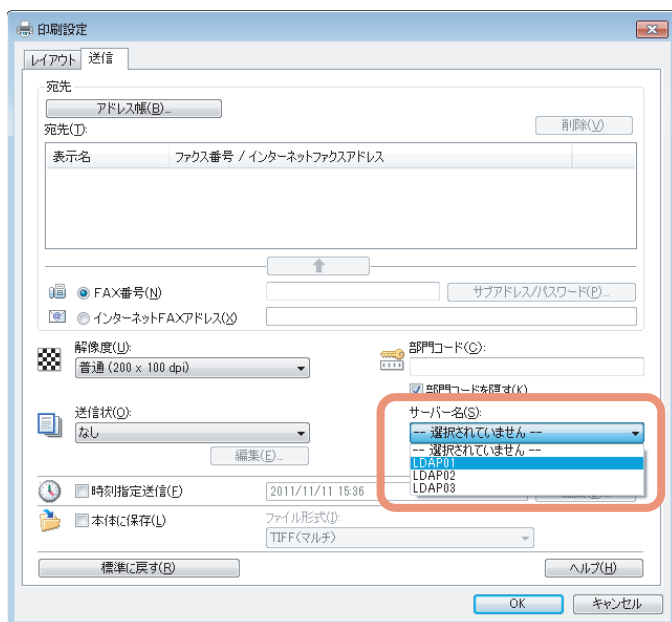 印刷設定
レイアウト 送信
宛先
アドレス帳(B)...
宛先(T):
削除(V)
表示名 ファクス番号 / インターネットファクスアドレス
FAX番号(N)
サブアドレス/パスワード(P)...
インターネットFAXアドレス(X)
解像度(U):
普通 (200 x 100 dpi)
部門コード(C):
部門コードを隠す(K)
送信状(O):
なし
編集(E)...
サーバー名(S):
-- 選択されていません --
-- 選択されていません --
LDAP01
LDAP02
LDAP03
時刻指定送信(F)
2011/11/11 15:36
本体に保存(L)
ファイル形式(I):
TIFF(マルチ)
標準に戻す(R)
ヘルプ(H)
OK
キャンセル